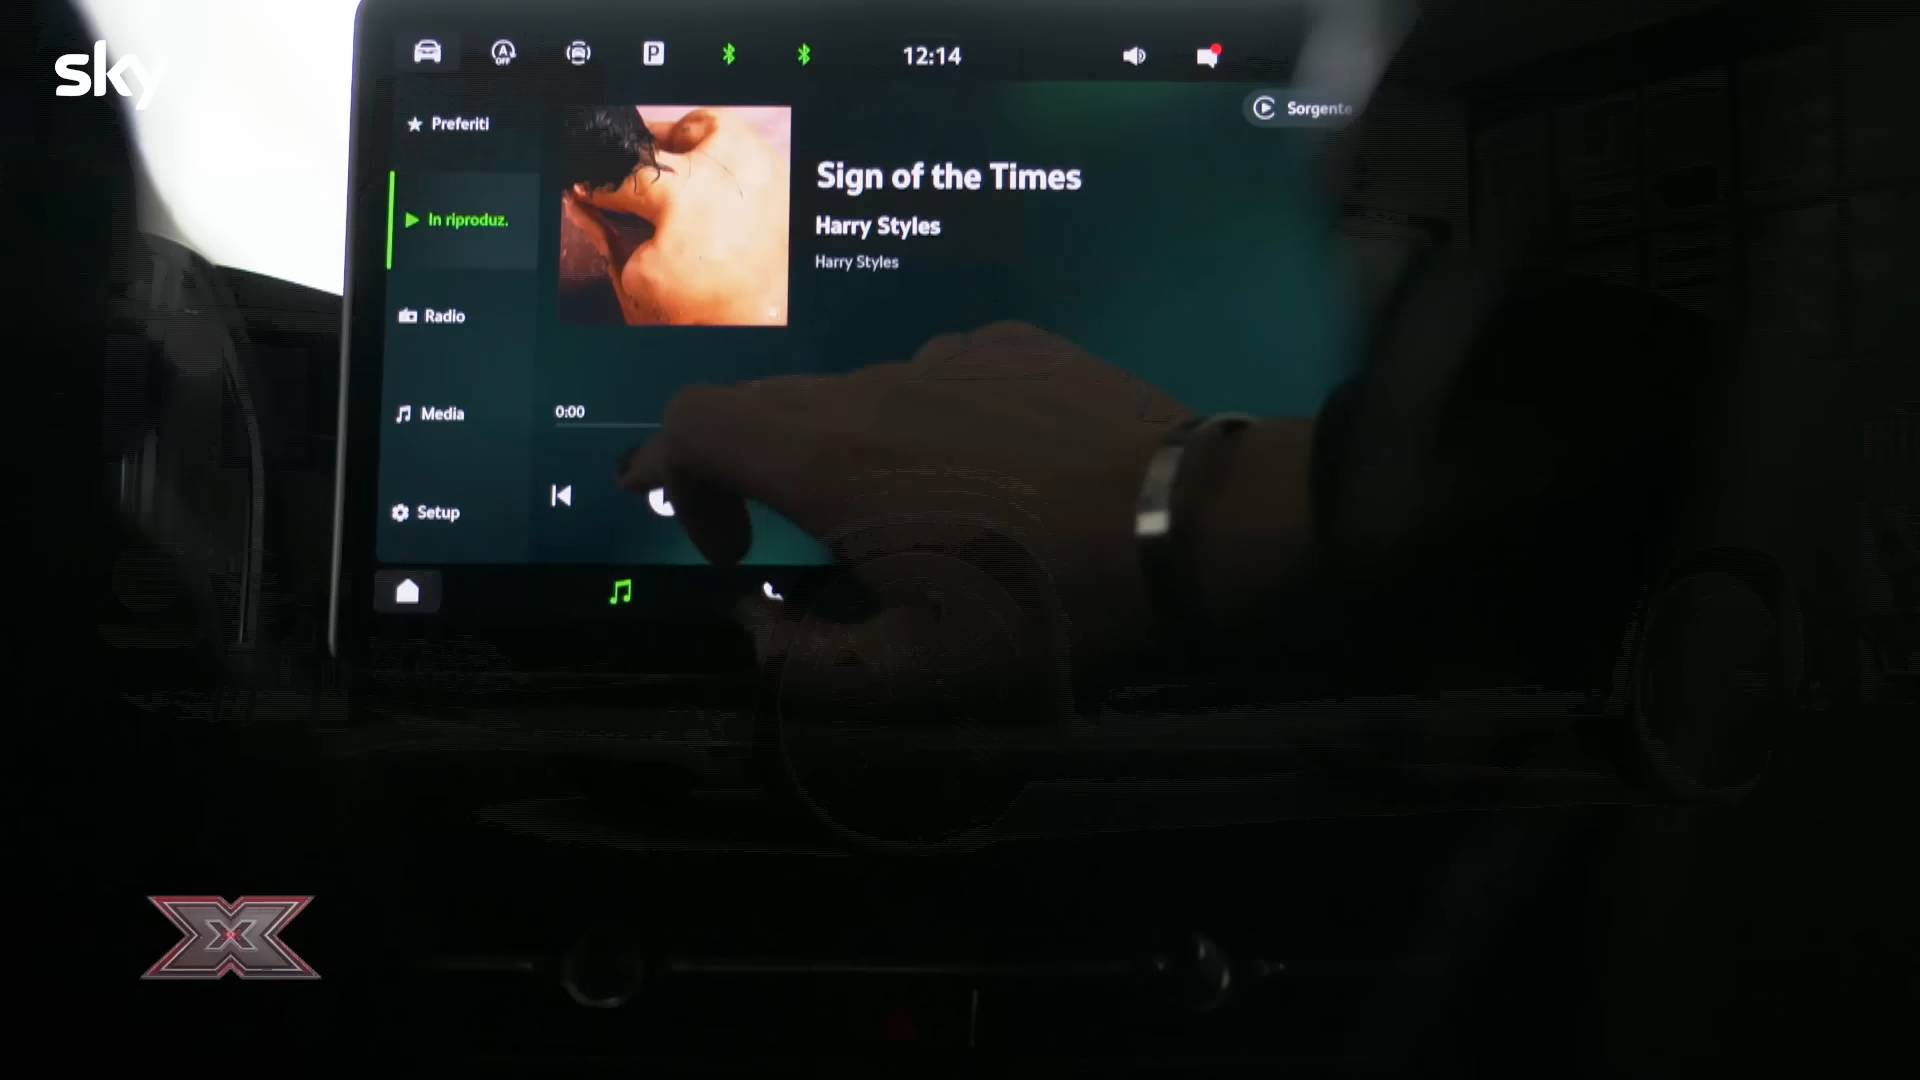 sky
A OFF
P
12:14
Sorgente
Preferiti
In riproduz.
Radio
Media
Setup
Sign of the Times
Harry Styles
Harry Styles
0:00
X